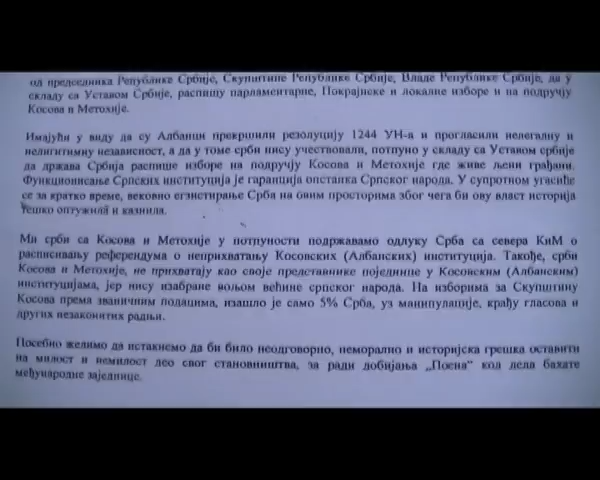 од председника Републике Србије, Скупштине Републике Србије, Владе Републике Србије, да у
складу са Уставом Србије, распишу парламентарне, Покрајнске и локалне изборе и на подручју
Косова и Метохије.
Имајући у виду да су Албанци прекршили резолуцију 1244 УН-а и прогласили нелегалну и
нелигитимну независност, а да у томе срби нису учествовали, потпуно у складу са Уставом србије
да држава Србија распише изборе на подручју Косова и Метохије где живе њени грађани.
Функционисање Српских институција је гаранција опстанка Српског народа. У супротном угасиће
се за кратко време, вековно егзистирање Срба на овим просторима због чега би ову власт историја
тешко оптужила и казнила.
Ми срби са Косова и Метохије у потпуности подржавамо одлуку Срба са севера КиМ о
расписивању референдума о неприхватању Косовских (Албанских) институција. Такође, срби
Косова и Метохије, не прихватају као своје представнике појединце у Косовским (Албанским)
институцијама, јер нису изабране вољом већине српског народа. На изборима за Скупштину
Косова према званичним подацима, изашло је само 5% Срба, уз манипулације, крађу гласова и
других незаконитих радњи.
Посебно желимо да истакнемо да би било неодговорно, неморално и историјска грешка оставити
на милост и немилост део свог становништва, за ради добијања „Поена“ код дела бахате
међународне заједнице.